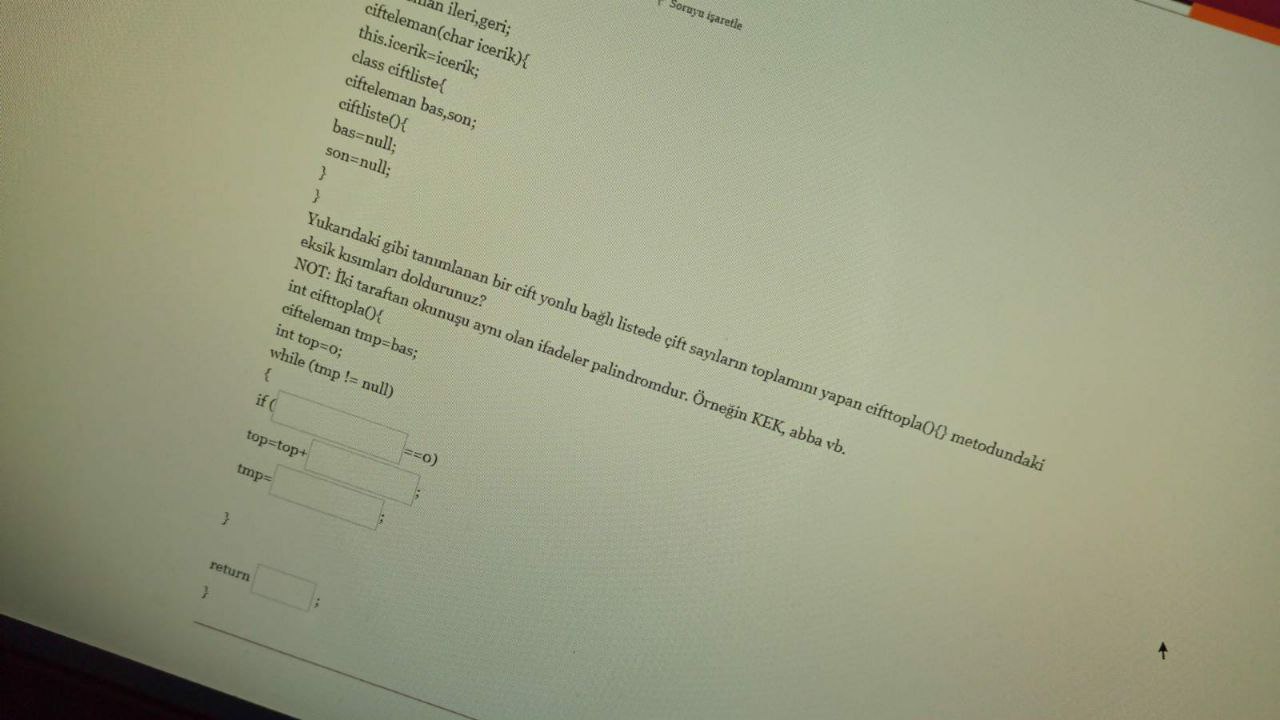 ileri,geri;
Soruyu işaretle
cifteleman(char icerik){
this.icerik=icerik;
class ciftliste{
cifteleman bas,son;
ciftliste(){
bas=null;
son=null;
}
}
Yukarıdaki gibi tanımlanan bir cift yonlu bağlı listede çift sayıların toplamını yapan cifttopla(){} metodundaki
eksik kısımları doldurunuz?
NOT: İki taraftan okunuşu aynı olan ifadeler palindromdur. Örneğin KEK, abba vb.
int cifttopla(){
cifteleman tmp=bas;
int top=0;
while (tmp != null)
{
if ( ==0)
top=top+ ;
tmp= ;
}
return ;
}